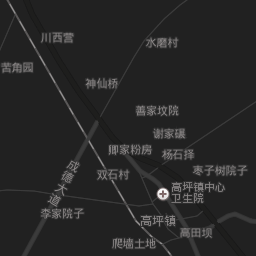 川西营
水磨村
苦角园
神仙桥
善家坟院
谢家碾
卿家粉房
杨石择
枣子树院子
成德大道
双石村
高坪镇中心
卫生院
李家院子
高坪镇
高田坝
爬墙土地